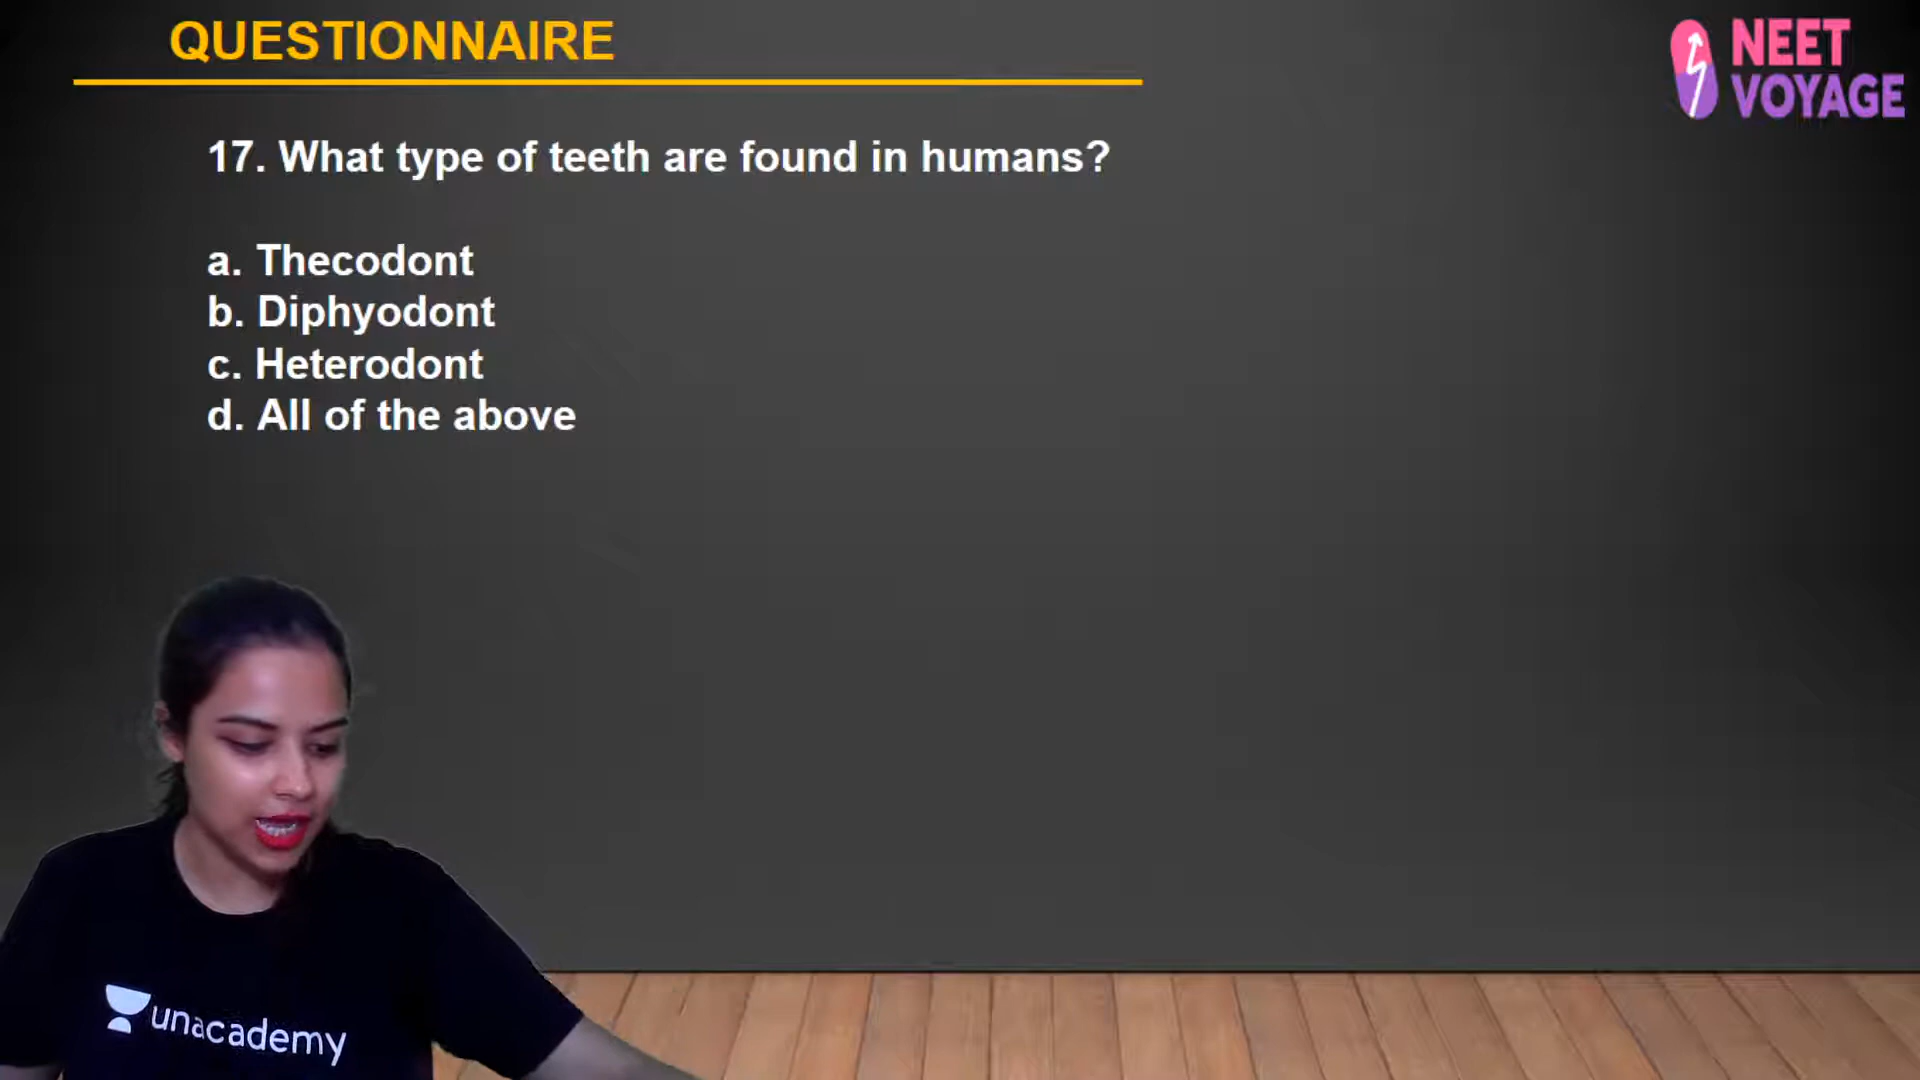 QUESTIONNAIRE
NEET
VOYAGE
17. What type of teeth are found in humans?
a. Thecodont
b. Diphyodont
c. Heterodont
d. All of the above
unacademy